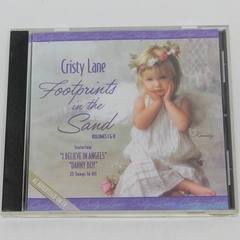 Cristy Lane
Footprints
in the
Sand
VOLUMES I & II
featuring
"I BELIEVE IN ANGELS"
"DANNY BOY"
25 Songs In All